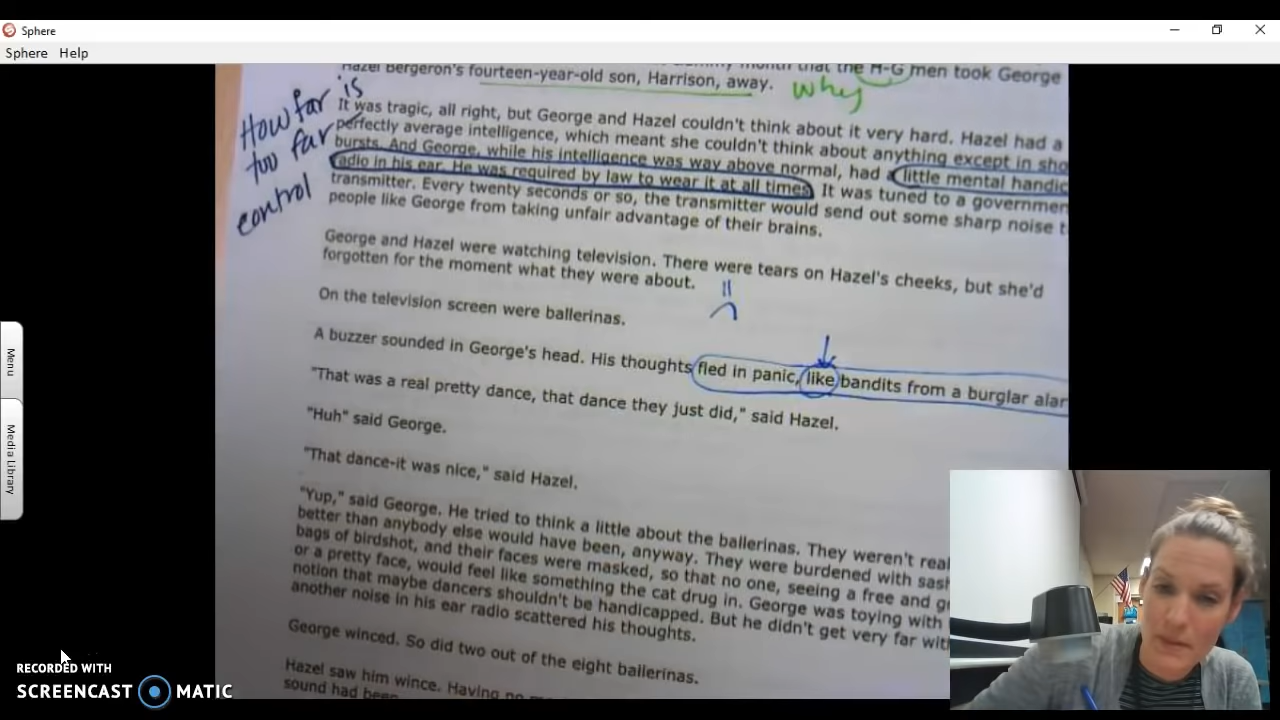 Sphere
Sphere Help
Hazel Bergeron's fourteen-year-old son, Harrison, away.
month that the H-G men took George
why
How far is
too far
control
It was tragic, all right, but George and Hazel couldn't think about it very hard. Hazel had a
perfectly average intelligence, which meant she couldn't think about anything except in sho
bursts. And George, while his intelligence was way above normal, had a little mental handic
radio in his ear. He was required by law to wear it at all times. It was tuned to a governmen
transmitter. Every twenty seconds or so, the transmitter would send out some sharp noise t
people like George from taking unfair advantage of their brains.
George and Hazel were watching television. There were tears on Hazel's cheeks, but she'd
forgotten for the moment what they were about.
On the television screen were ballerinas.
A buzzer sounded in George's head. His thoughts fled in panic, like bandits from a burglar alar
"That was a real pretty dance, that dance they just did," said Hazel.
"Huh" said George.
"That dance-it was nice," said Hazel.
"Yup," said George. He tried to think a little about the ballerinas. They weren't real
better than anybody else would have been, anyway. They were burdened with sash
bags of birdshot, and their faces were masked, so that no one, seeing a free and g
or a pretty face, would feel like something the cat drug in. George was toying with
notion that maybe dancers shouldn't be handicapped. But he didn't get very far wit
another noise in his ear radio scattered his thoughts.
George winced. So did two out of the eight ballerinas.
Hazel saw him wince. Having no
sound had been
Menu
Media Library
RECORDED WITH
SCREENCAST MATIC